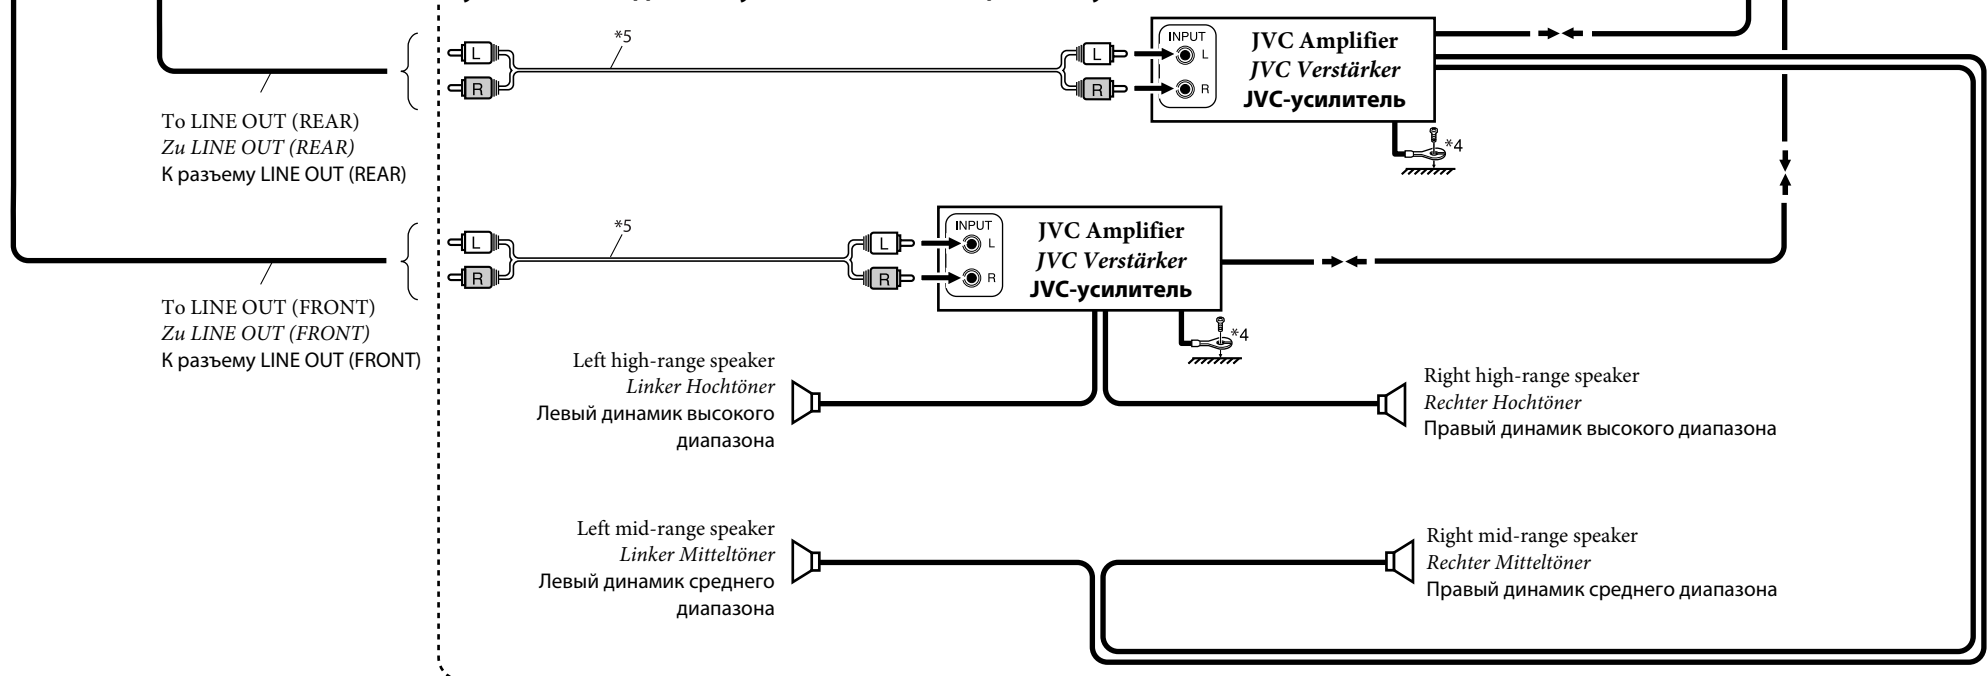 *5
L
R
L
R
INPUT
L
R
JVC Amplifier
JVC Verstärker
JVC-усилитель
*4
To LINE OUT (REAR)
Zu LINE OUT (REAR)
К разъему LINE OUT (REAR)
*5
L
R
L
R
INPUT
L
R
JVC Amplifier
JVC Verstärker
JVC-усилитель
*4
To LINE OUT (FRONT)
Zu LINE OUT (FRONT)
К разъему LINE OUT (FRONT)
Left high-range speaker
Linker Hochtöner
Левый динамик высокого
диапазона
Right high-range speaker
Rechter Hochtöner
Правый динамик высокого диапазона
Left mid-range speaker
Linker Mitteltöner
Левый динамик среднего
диапазона
Right mid-range speaker
Rechter Mitteltöner
Правый динамик среднего диапазона